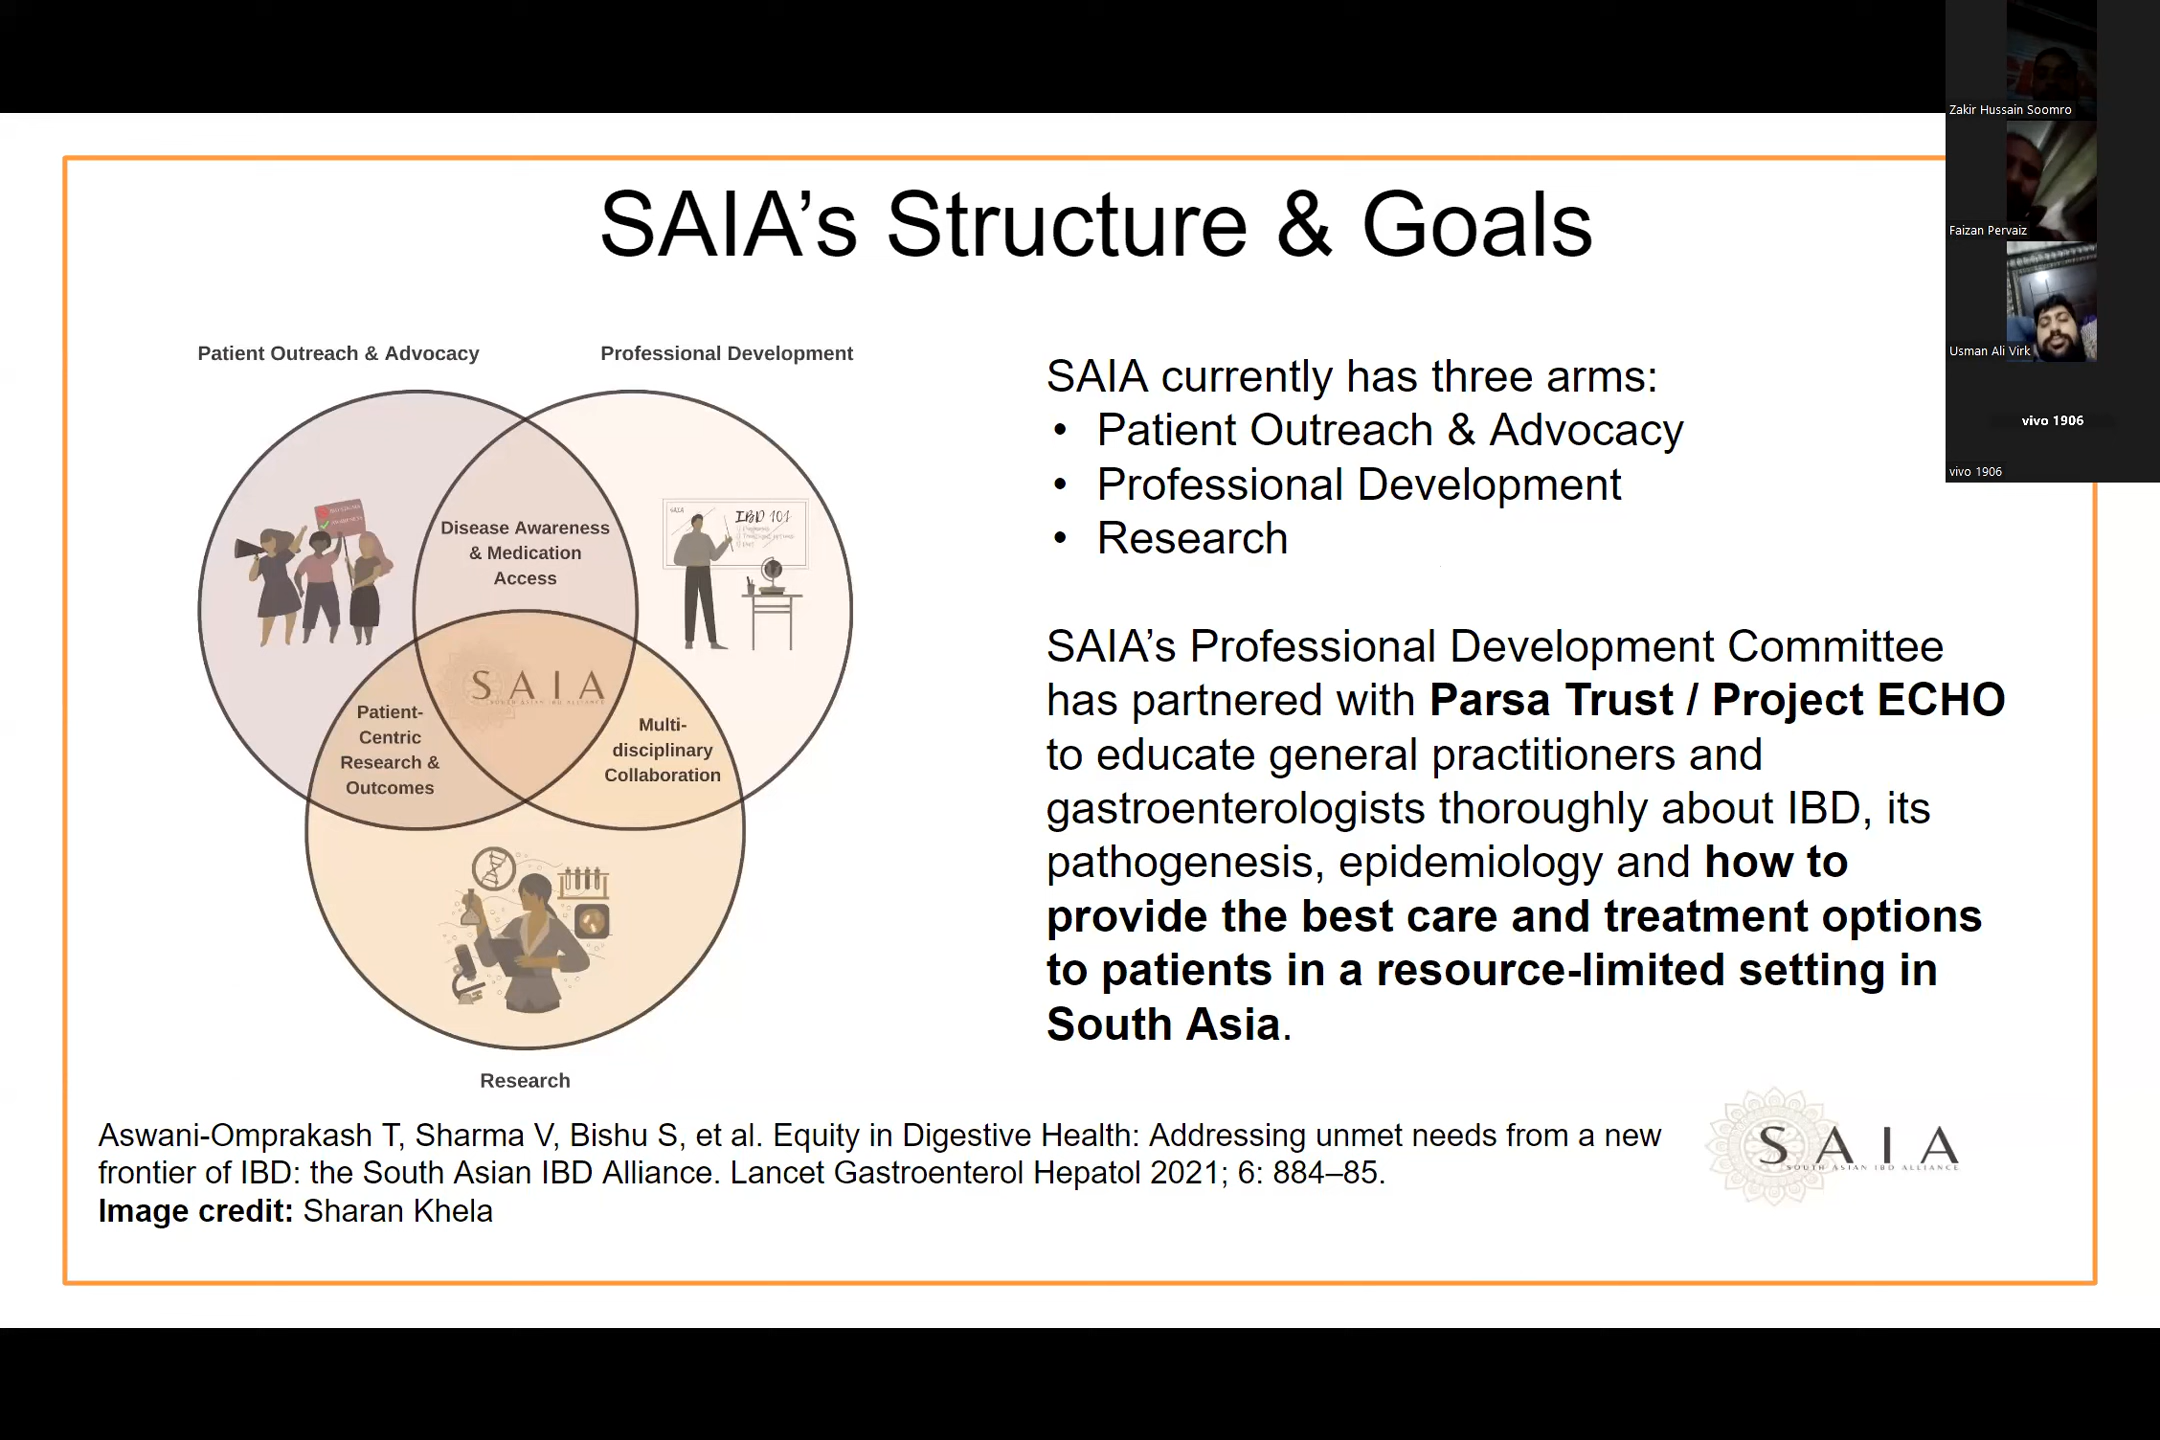 SAIA's Structure & Goals
Patient Outreach & Advocacy
Professional Development
Disease Awareness
& Medication
Access
SAIA
IBD 101
SAIA
SOUTH ASIAN IBD ALLIANCE
Patient-
Centric
Research &
Outcomes
Multi-
disciplinary
Collaboration
Research
SAIA currently has three arms:
• Patient Outreach & Advocacy
• Professional Development
• Research
SAIA's Professional Development Committee
has partnered with Parsa Trust / Project ECHO
to educate general practitioners and
gastroenterologists thoroughly about IBD, its
pathogenesis, epidemiology and how to
provide the best care and treatment options
to patients in a resource-limited setting in
South Asia.
Aswani-Omprakash T, Sharma V, Bishu S, et al. Equity in Digestive Health: Addressing unmet needs from a new
frontier of IBD: the South Asian IBD Alliance. Lancet Gastroenterol Hepatol 2021; 6: 884–85.
Image credit: Sharan Khela
SAIA
SOUTH ASIAN IBD ALLIANCE
Zakir Hussain Soomro
Faizan Pervaiz
Usman Ali Virk
vivo 1906
vivo 1906